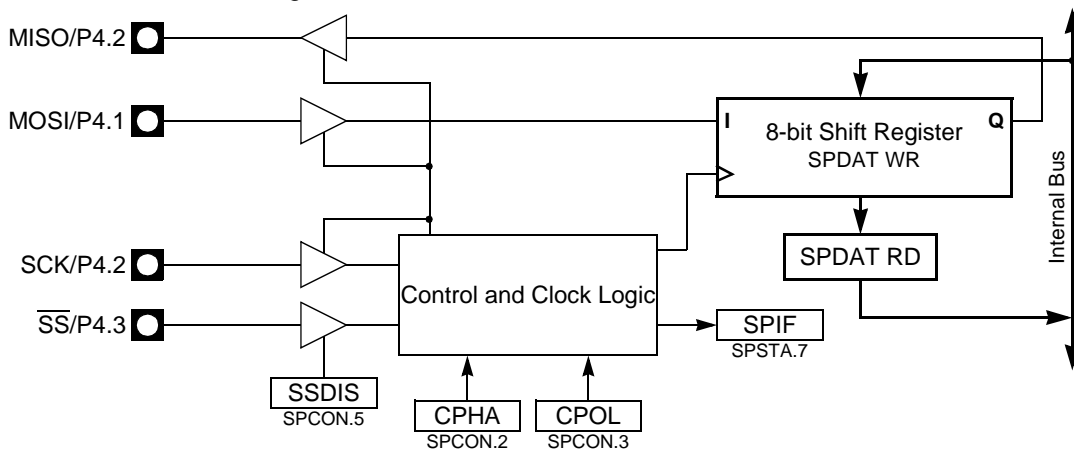 MISO/P4.2
MOSI/P4.1
I
8-bit Shift Register
Q
SPDAT WR
Internal Bus
SCK/P4.2
SPDAT RD
Control and Clock Logic
SS/P4.3
SPIF
SPSTA.7
SSDIS
SPCON.5
CPHA
SPCON.2
CPOL
SPCON.3